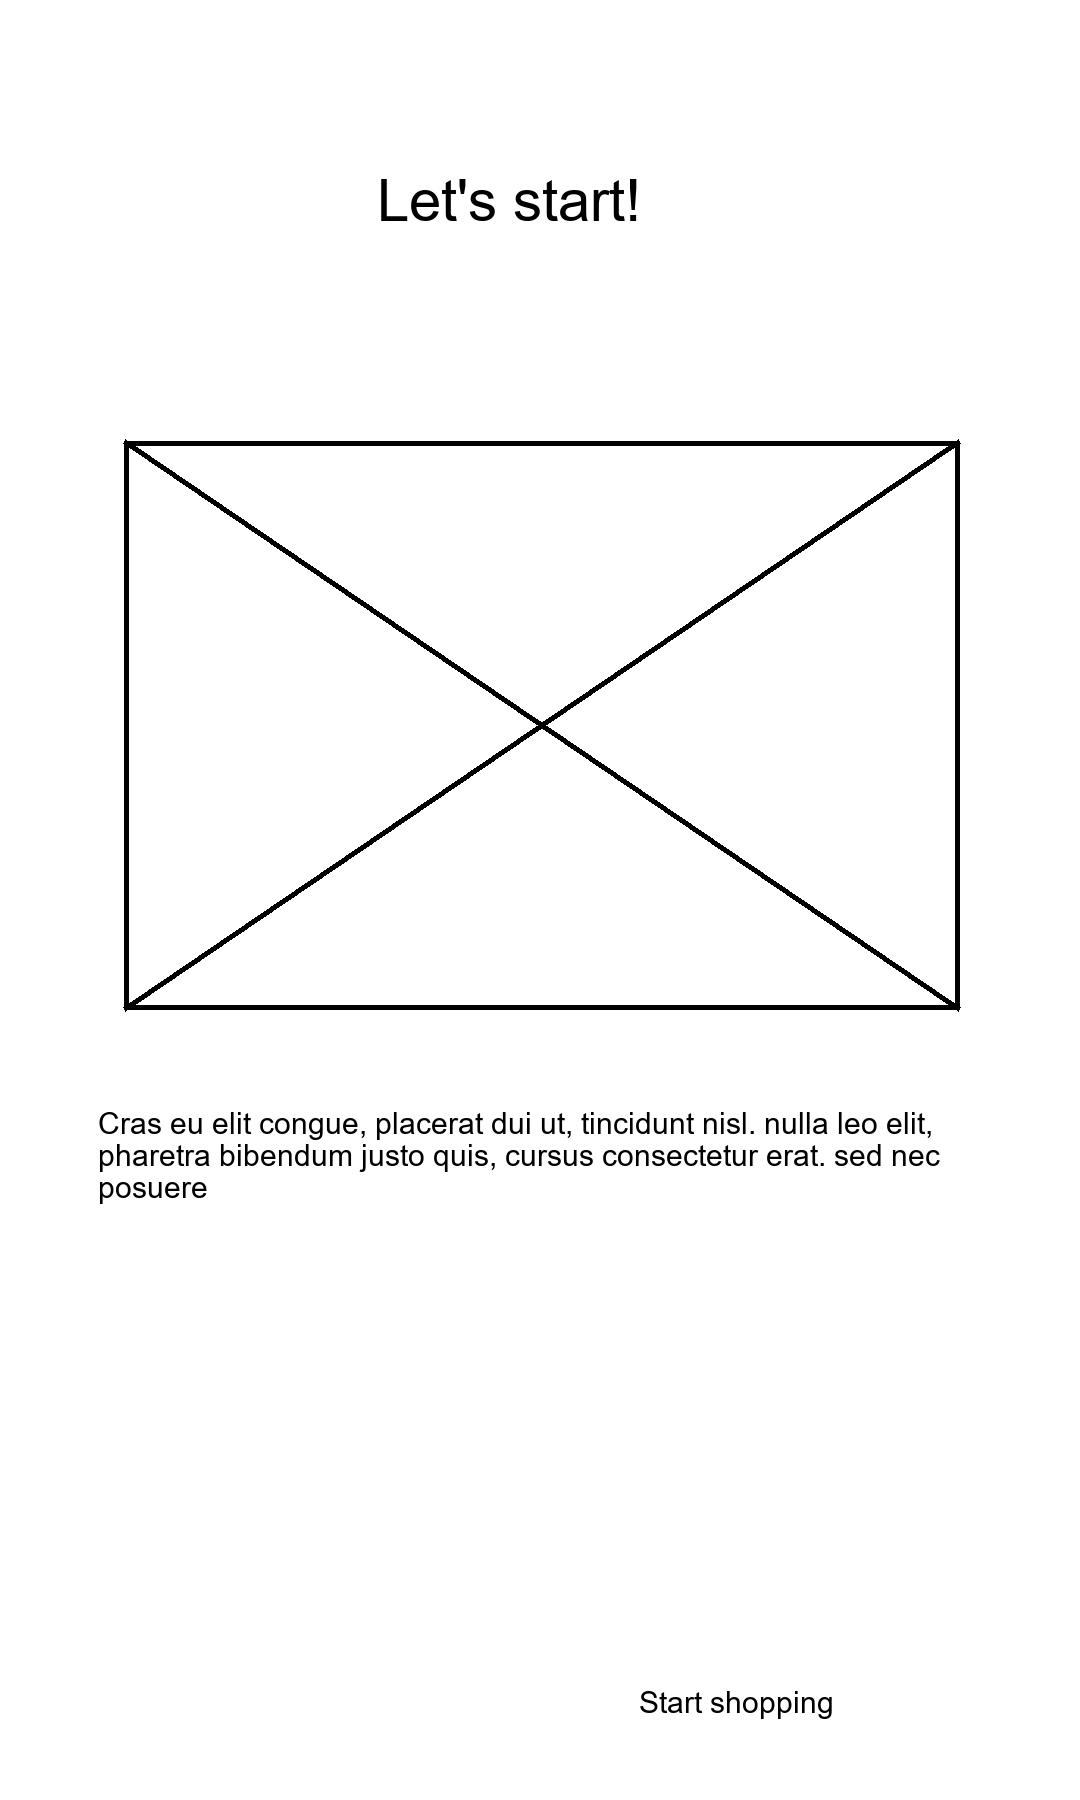 Let's start!
Cras eu elit congue, placerat dui ut, tincidunt nisl. nulla leo elit,
pharetra bibendum justo quis, cursus consectetur erat. sed nec
posuere
Start shopping